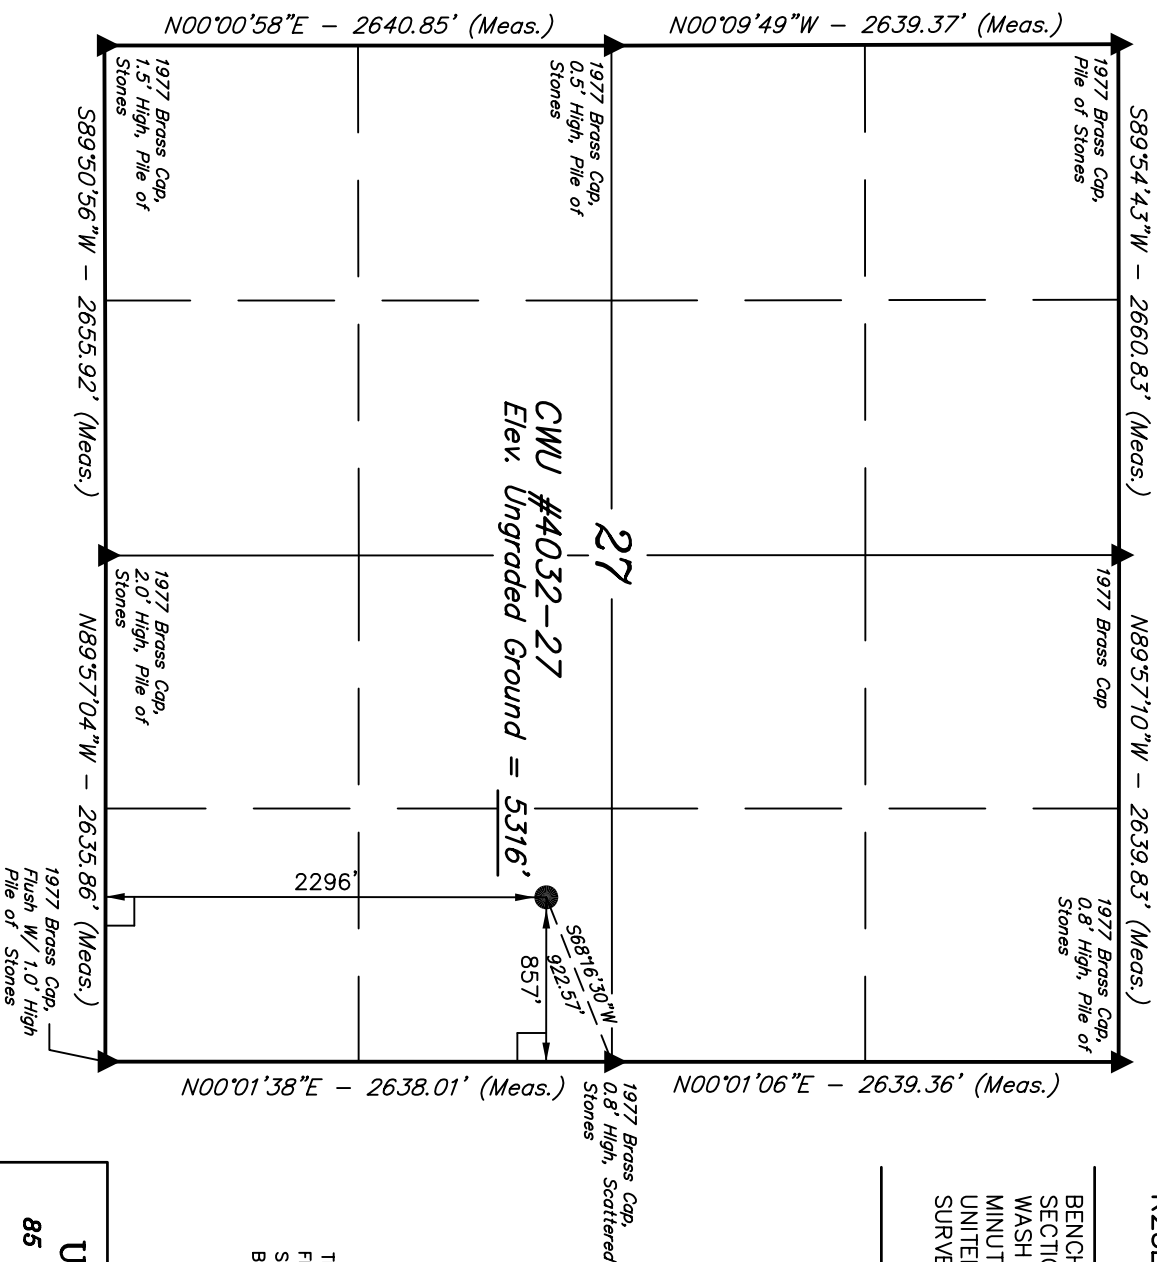 N00°00'58"E - 2640.85' (Meas.)
N00°09'49"W - 2639.37' (Meas.)
S89°54'43"W - 2660.83' (Meas.)
N89°57'10"W - 2639.83' (Meas.)
1977 Brass Cap,
Pile of Stones
1977 Brass Cap
1977 Brass Cap,
0.8' High, Pile of
Stones
1977 Brass Cap,
0.5' High, Pile of
Stones
27
CWU #4032-27
Elev. Ungraded Ground = 5316'
S68°16'30"W
922.57'
857'
2296'
1977 Brass Cap,
0.8' High, Scattered
Stones
N00°01'06"E - 2639.36' (Meas.)
N00°01'38"E - 2638.01' (Meas.)
1977 Brass Cap,
1.5' High, Pile of
Stones
1977 Brass Cap,
2.0' High, Pile of
Stones
S89°50'56"W - 2655.92' (Meas.)
N89°57'04"W - 2635.86' (Meas.)
1977 Brass Cap,
Flush W/ 1.0' High
Pile of Stones
BENCH
SECTIO
WASH
MINUT
UNITE
SURVE
T
F
S
B
U
85